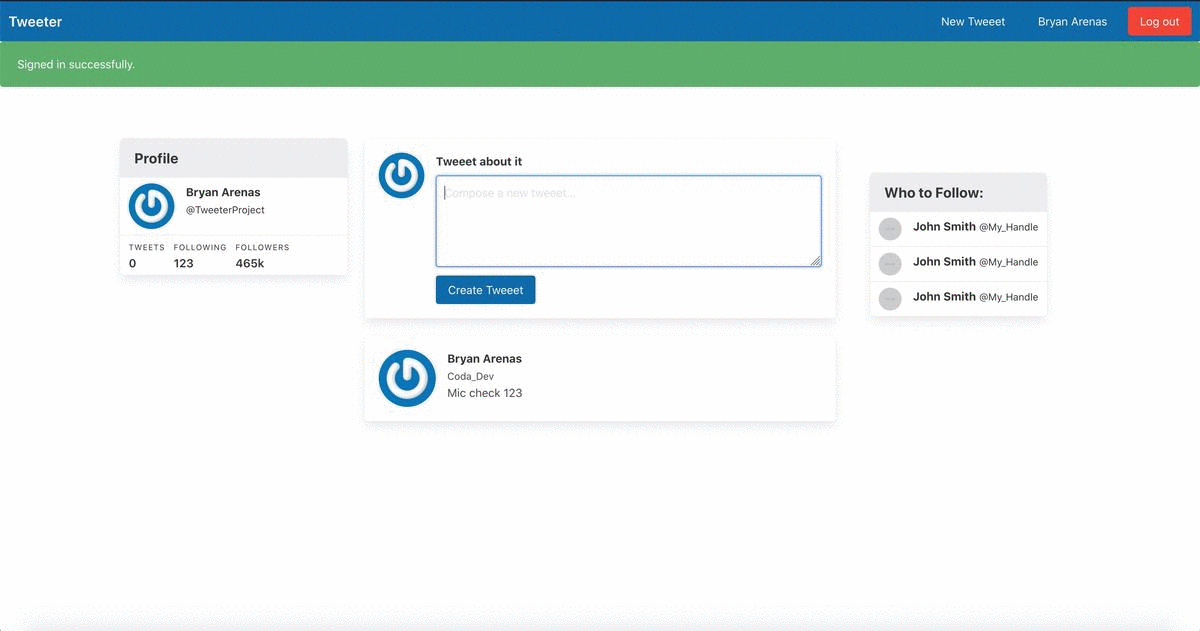 Tweeter
New Tweeet
Bryan Arenas
Log out
Signed in successfully.
Profile
Bryan Arenas
@TweeterProject
TWEETS FOLLOWING FOLLOWERS
0 123 465k
Tweeet about it
Compose a new tweet...
Create Tweeet
Bryan Arenas
Coda_Dev
Mic check 123
Who to Follow:
John Smith @My_Handle
John Smith @My_Handle
John Smith @My_Handle